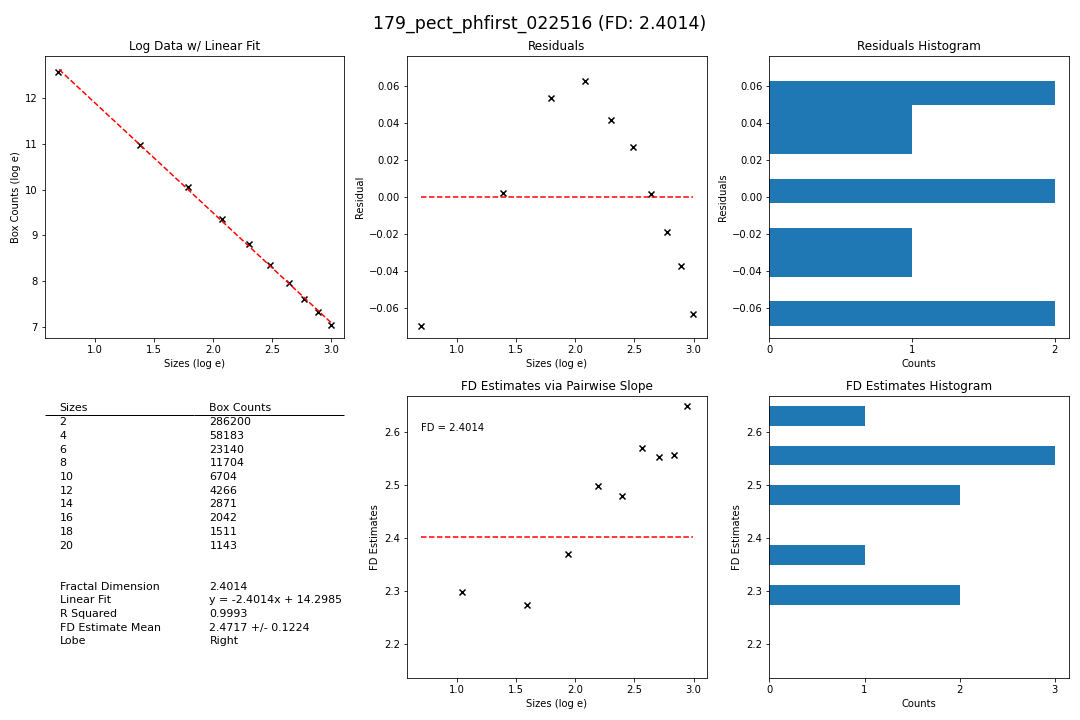 179_pect_phfirst_022516 (FD: 2.4014)
Log Data w/ Linear Fit
Box Counts (log e)
12
11
10
9
8
7
1.0 1.5 2.0 2.5 3.0
Sizes (log e)
Residuals
Residual
0.06
0.04
0.02
0.00
−0.02
−0.04
−0.06
1.0 1.5 2.0 2.5 3.0
Sizes (log e)
Residuals Histogram
Residuals
0.06
0.04
0.02
0.00
−0.02
−0.04
−0.06
0 1 2
Counts
Sizes Box Counts
2 286200
4 58183
6 23140
8 11704
10 6704
12 4266
14 2871
16 2042
18 1511
20 1143
Fractal Dimension 2.4014
Linear Fit y = -2.4014x + 14.2985
R Squared 0.9993
FD Estimate Mean 2.4717 +/- 0.1224
Lobe Right
FD Estimates via Pairwise Slope
FD = 2.4014
FD Estimates
2.6
2.5
2.4
2.3
2.2
1.0 1.5 2.0 2.5 3.0
Sizes (log e)
FD Estimates Histogram
FD Estimates
2.6
2.5
2.4
2.3
2.2
0 1 2 3
Counts